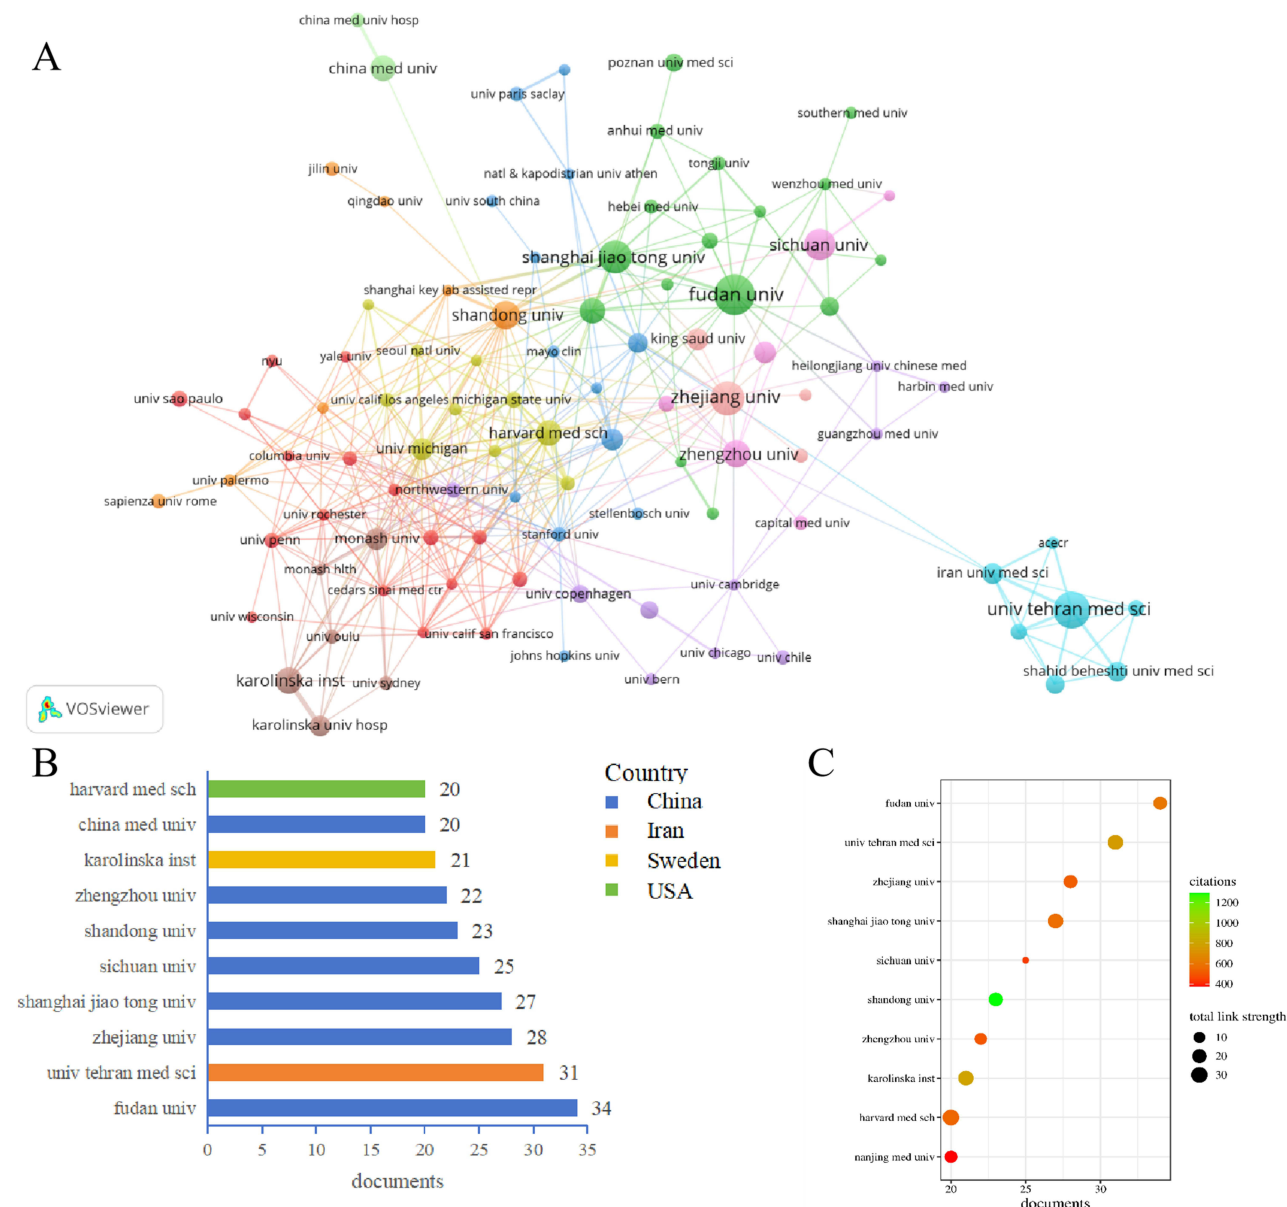 A
china med univ hosp
china med univ
poznan univ med sci
univ paris saclay
southern med univ
anhui med univ
jilin univ
natl & kapodistrian univ athen
tongji univ
wenzhou med univ
qingdao univ
univ south china
hebei med univ
sichuan univ
shanghai jiao tong univ
shanghai key lab assisted repr
fudan univ
shandong univ
king saud univ
nyu
yale univ
seoul natl univ
mayo clin
heilongjiang univ chinese med
harbin med univ
univ sao paulo
univ calif los angeles
michigan state univ
zhejiang univ
harvard med sch
guangzhou med univ
columbia univ
univ michigan
zhengzhou univ
univ palermo
northwestern univ
sapienza univ rome
univ rochester
stellenbosch univ
capital med univ
univ penn
monash univ
stanford univ
acecr
monash hlth
iran univ med sci
cedars sinai med ctr
univ copenhagen
univ cambridge
univ tehran med sci
univ wisconsin
univ oulu
univ calif san francisco
johns hopkins univ
univ chicago
univ chile
shahid beheshti univ med sci
karolinska inst
univ sydney
univ bern
karolinska univ hosp
VOSviewer
B
harvard med sch
20
china med univ
20
karolinska inst
21
zhengzhou univ
22
shandong univ
23
sichuan univ
25
shanghai jiao tong univ
27
zhejiang univ
28
univ tehran med sci
31
fudan univ
34
0 5 10 15 20 25 30 35
documents
Country
China
Iran
Sweden
USA
C
fudan univ
univ tehran med sci
zhejiang univ
shanghai jiao tong univ
sichuan univ
shandong univ
zhengzhou univ
karolinska inst
harvard med sch
nanjing med univ
20 25 30
documents
citations
1200
1000
800
600
400
total link strength
10
20
30